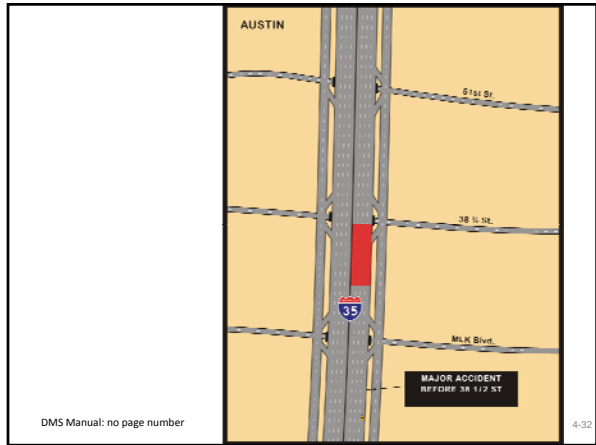 AUSTIN
51st St.
38 ½ St.
35
MLK Blvd.
MAJOR ACCIDENT
BEFORE 38 1/2 ST
DMS Manual: no page number
4-32